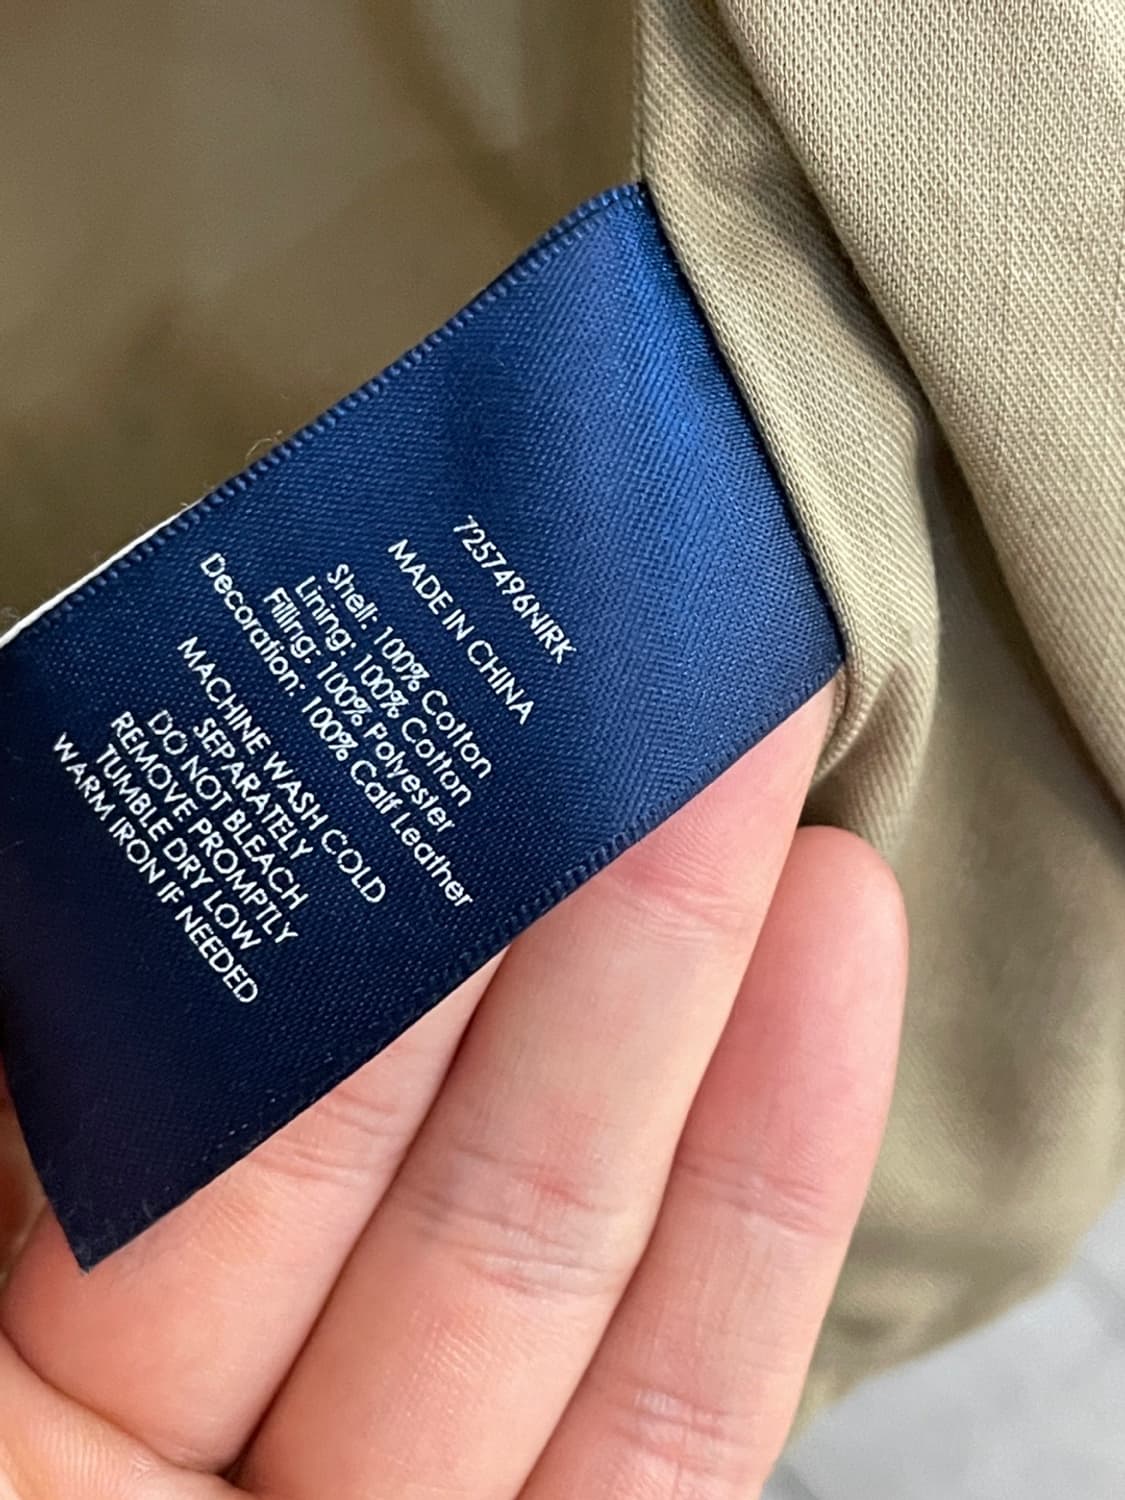 7257496NIRK
MADE IN CHINA
Shell: 100% Cotton
Lining: 100% Cotton
Filling: 100% Polyester
Decoration: 100% Calf Leather
MACHINE WASH COLD
SEPARATELY
DO NOT BLEACH
REMOVE PROMPTLY
TUMBLE DRY LOW
WARM IRON IF NEEDED